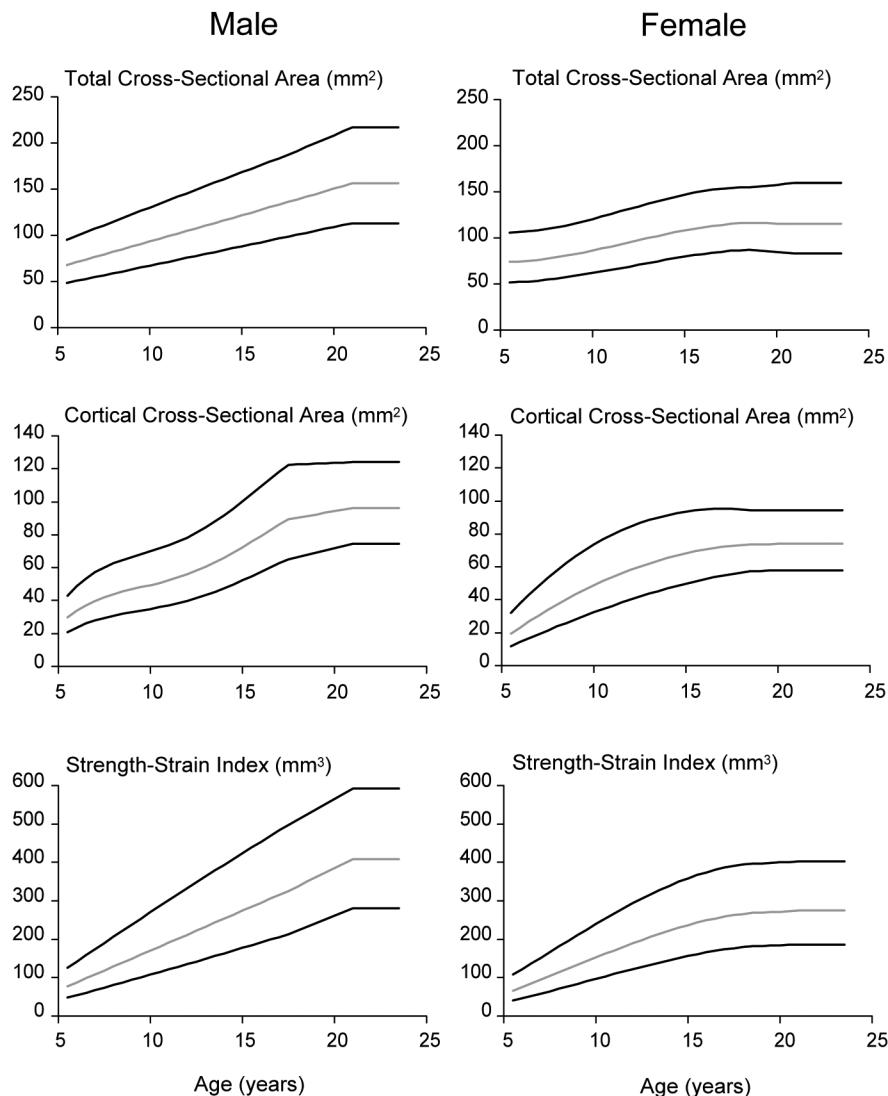 Male
Female
Total Cross-Sectional Area (mm²)
250
200
150
100
50
0
5 10 15 20 25
Total Cross-Sectional Area (mm²)
250
200
150
100
50
0
5 10 15 20 25
Cortical Cross-Sectional Area (mm²)
140
120
100
80
60
40
20
0
5 10 15 20 25
Cortical Cross-Sectional Area (mm²)
140
120
100
80
60
40
20
0
5 10 15 20 25
Strength-Strain Index (mm³)
600
500
400
300
200
100
0
5 10 15 20 25
Age (years)
Strength-Strain Index (mm³)
600
500
400
300
200
100
0
5 10 15 20 25
Age (years)